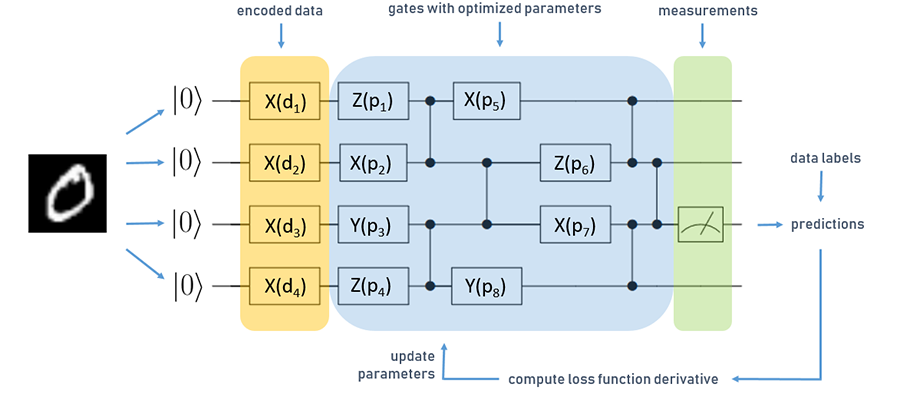 encoded data
gates with optimized parameters
measurements
|0⟩ X(d₁) Z(p₁) X(p₅)
|0⟩ X(d₂) X(p₂) Z(p₆)
data labels
|0⟩ X(d₃) Y(p₃) X(p₇)
predictions
|0⟩ X(d₄) Z(p₄) Y(p₈)
update
parameters
compute loss function derivative